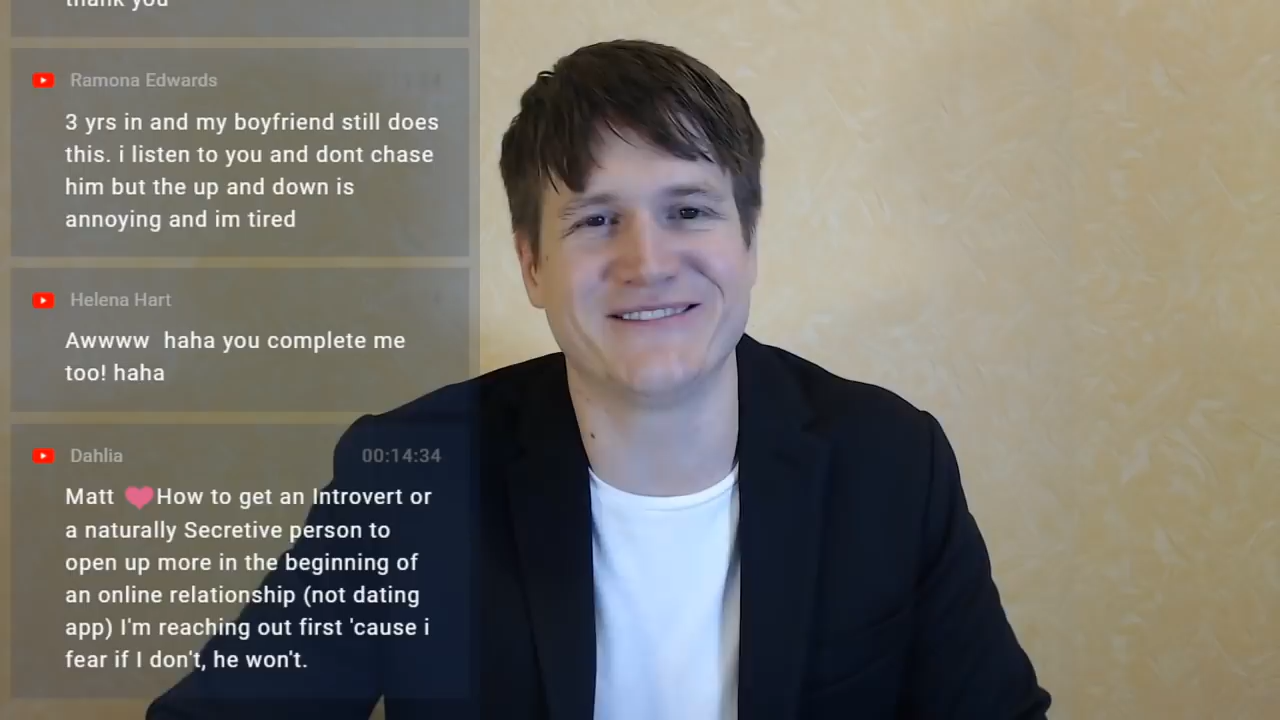 thank you
Ramona Edwards
3 yrs in and my boyfriend still does
this. i listen to you and dont chase
him but the up and down is
annoying and im tired
Helena Hart
Awwww  haha you complete me
too! haha
Dahlia 00:14:34
Matt 💗How to get an Introvert or
a naturally Secretive person to
open up more in the beginning of
an online relationship (not dating
app) I'm reaching out first 'cause i
fear if I don't, he won't.